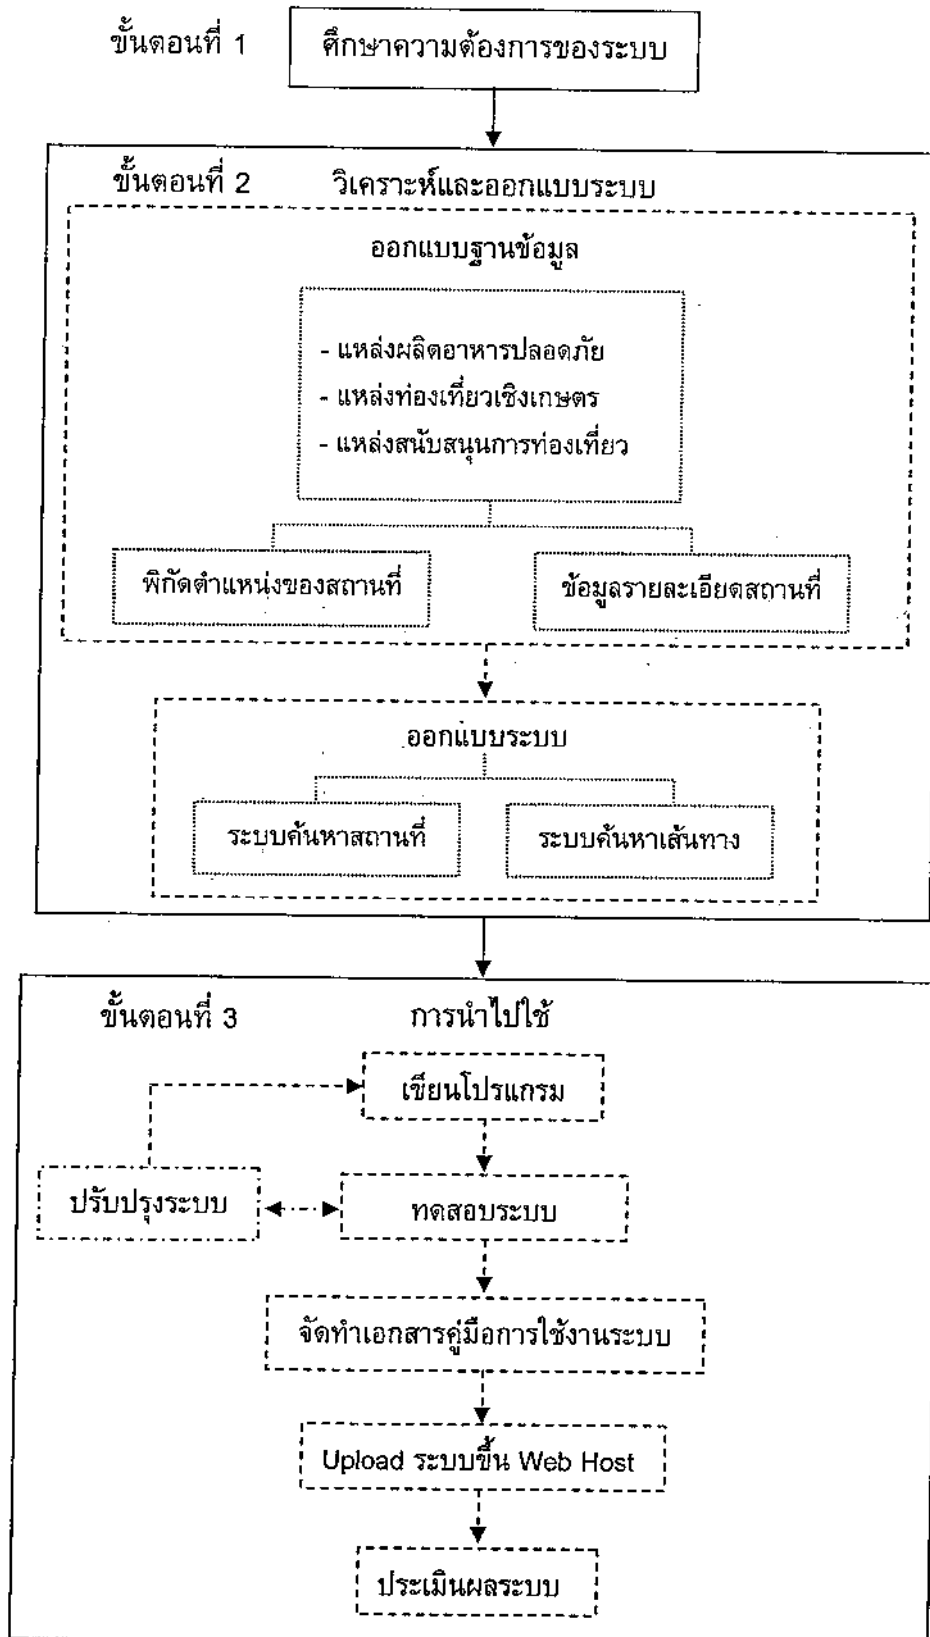 ขั้นตอนที่ 1
ศึกษาความต้องการของระบบ
ขั้นตอนที่ 2
วิเคราะห์และออกแบบระบบ
ออกแบบฐานข้อมูล
- แหล่งผลิตอาหารปลอดภัย
- แหล่งท่องเที่ยวเชิงเกษตร
- แหล่งสนับสนุนการท่องเที่ยว
พิกัดตำแหน่งของสถานที่
ข้อมูลรายละเอียดสถานที่
ออกแบบระบบ
ระบบค้นหาสถานที่
ระบบค้นหาเส้นทาง
ขั้นตอนที่ 3
การนำไปใช้
เขียนโปรแกรม
ปรับปรุงระบบ
ทดสอบระบบ
จัดทำเอกสารคู่มือการใช้งานระบบ
Upload ระบบขึ้น Web Host
ประเมินผลระบบ